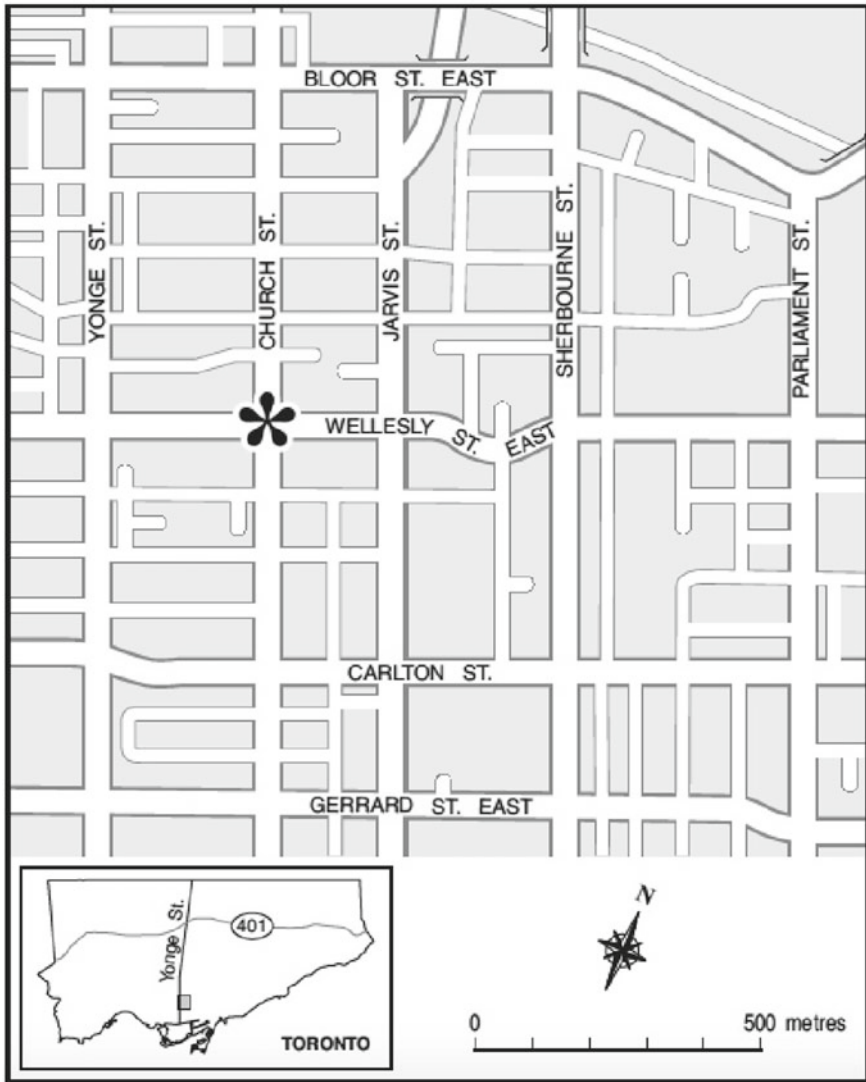 BLOOR ST. EAST
YONGE ST.
CHURCH ST.
JARVIS ST.
SHERBOURNE ST.
PARLIAMENT ST.
WELLESLY ST. EAST
CARLTON ST.
GERRARD ST. EAST
Yonge St.
401
TORONTO
N
0 500 metres